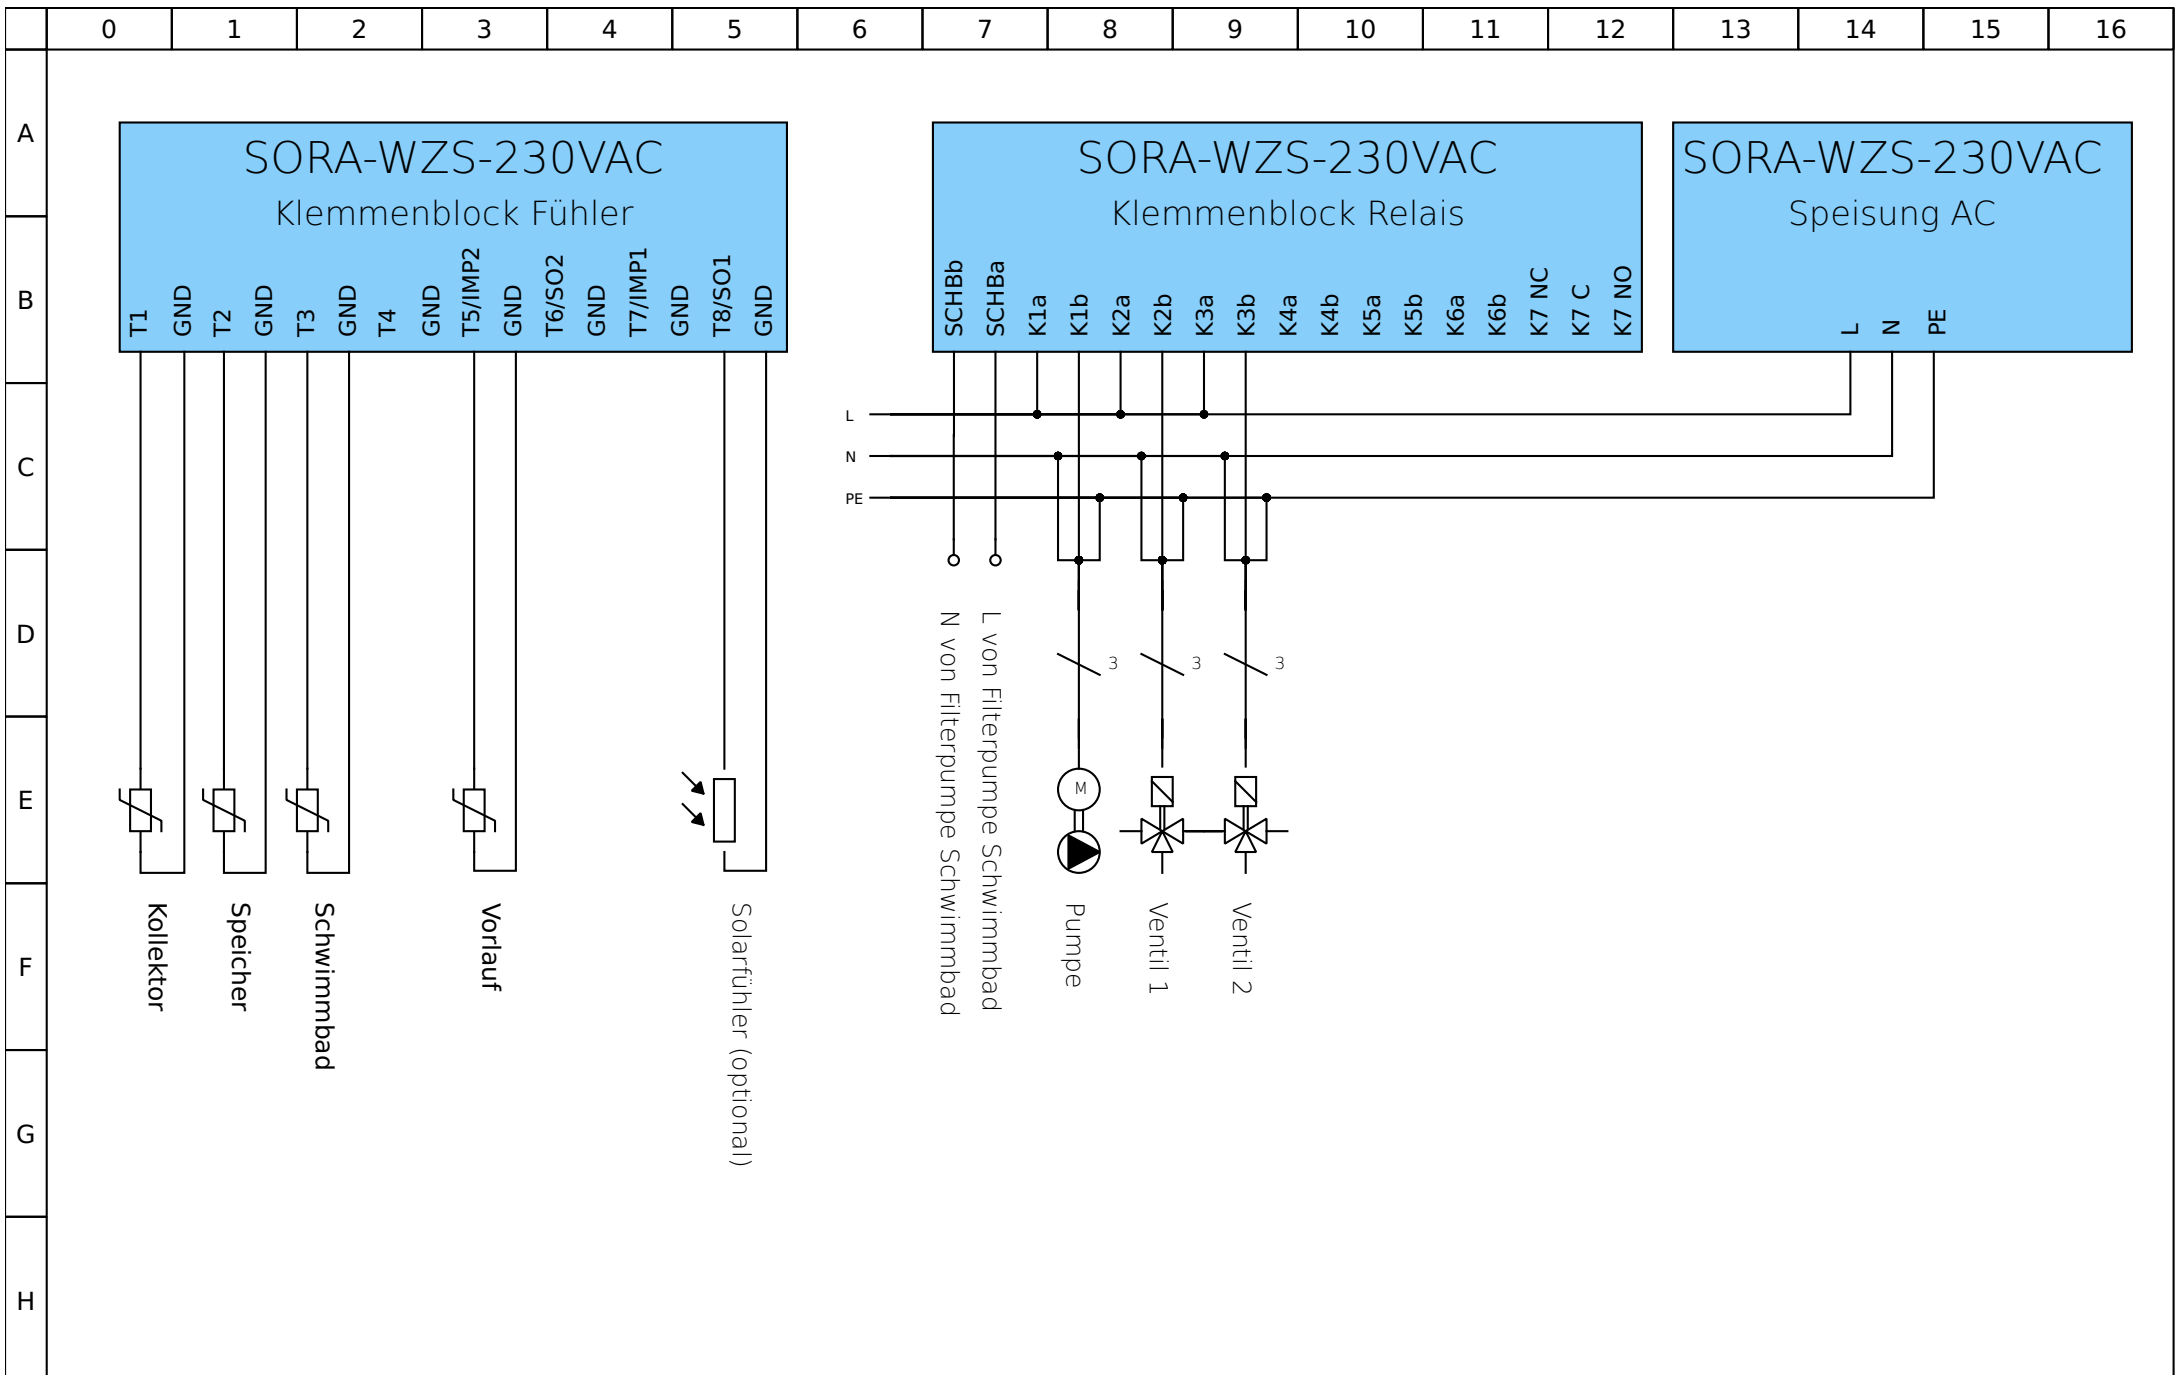 0 1 2 3 4 5 6 7 8 9 10 11 12 13 14 15 16
A
B
C
D
E
F
G
H
SORA-WZS-230VAC
Klemmenblock Fühler
T1 GND T2 GND T3 GND T4 GND T5/IMP2 GND T6/SO2 GND T7/IMP1 GND T8/SO1 GND
SORA-WZS-230VAC
Klemmenblock Relais
SCHBb SCHBa K1a K1b K2a K2b K3a K3b K4a K4b K5a K5b K6a K6b K7 NC K7 C K7 NO
SORA-WZS-230VAC
Speisung AC
L N PE
L
N
PE
3 3 3
M
Kollektor
Speicher
Schwimmbad
Vorlauf
Solarfühler (optional)
N von Filterpumpe Schwimmbad
L von Filterpumpe Schwimmbad
Pumpe
Ventil 1
Ventil 2